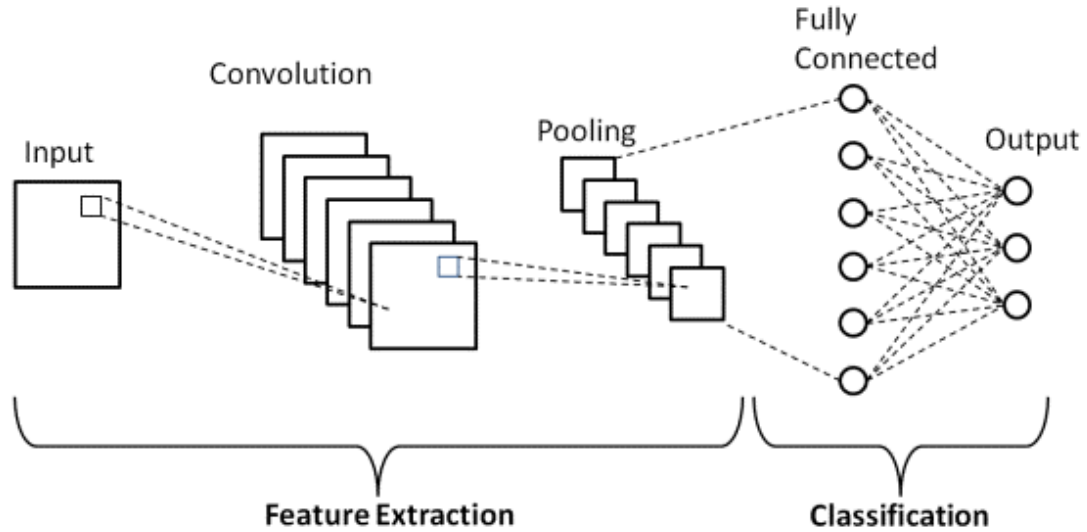 Input
Convolution
Pooling
Fully
Connected
Output
Feature Extraction
Classification